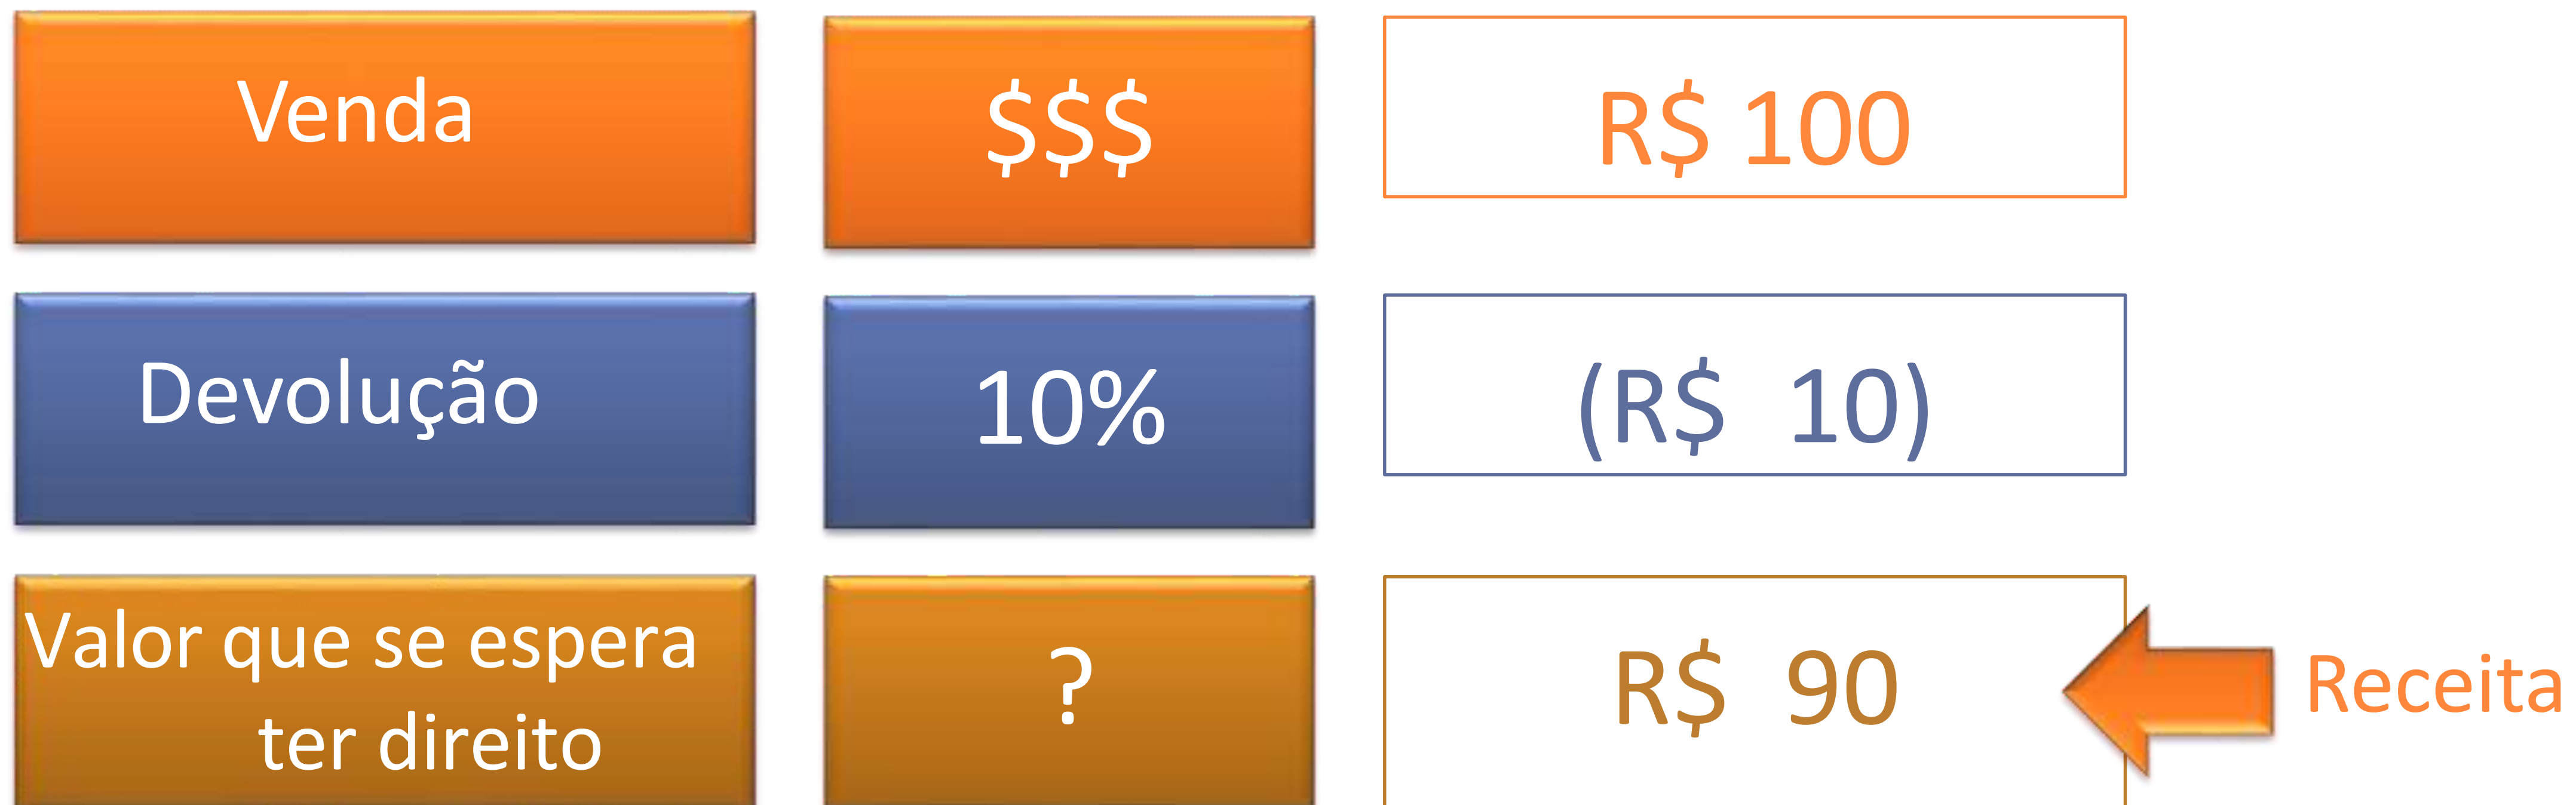 Venda
$$$
R$ 100
Devolução
10%
(R$ 10)
Valor que se espera
ter direito
?
R$ 90
Receita